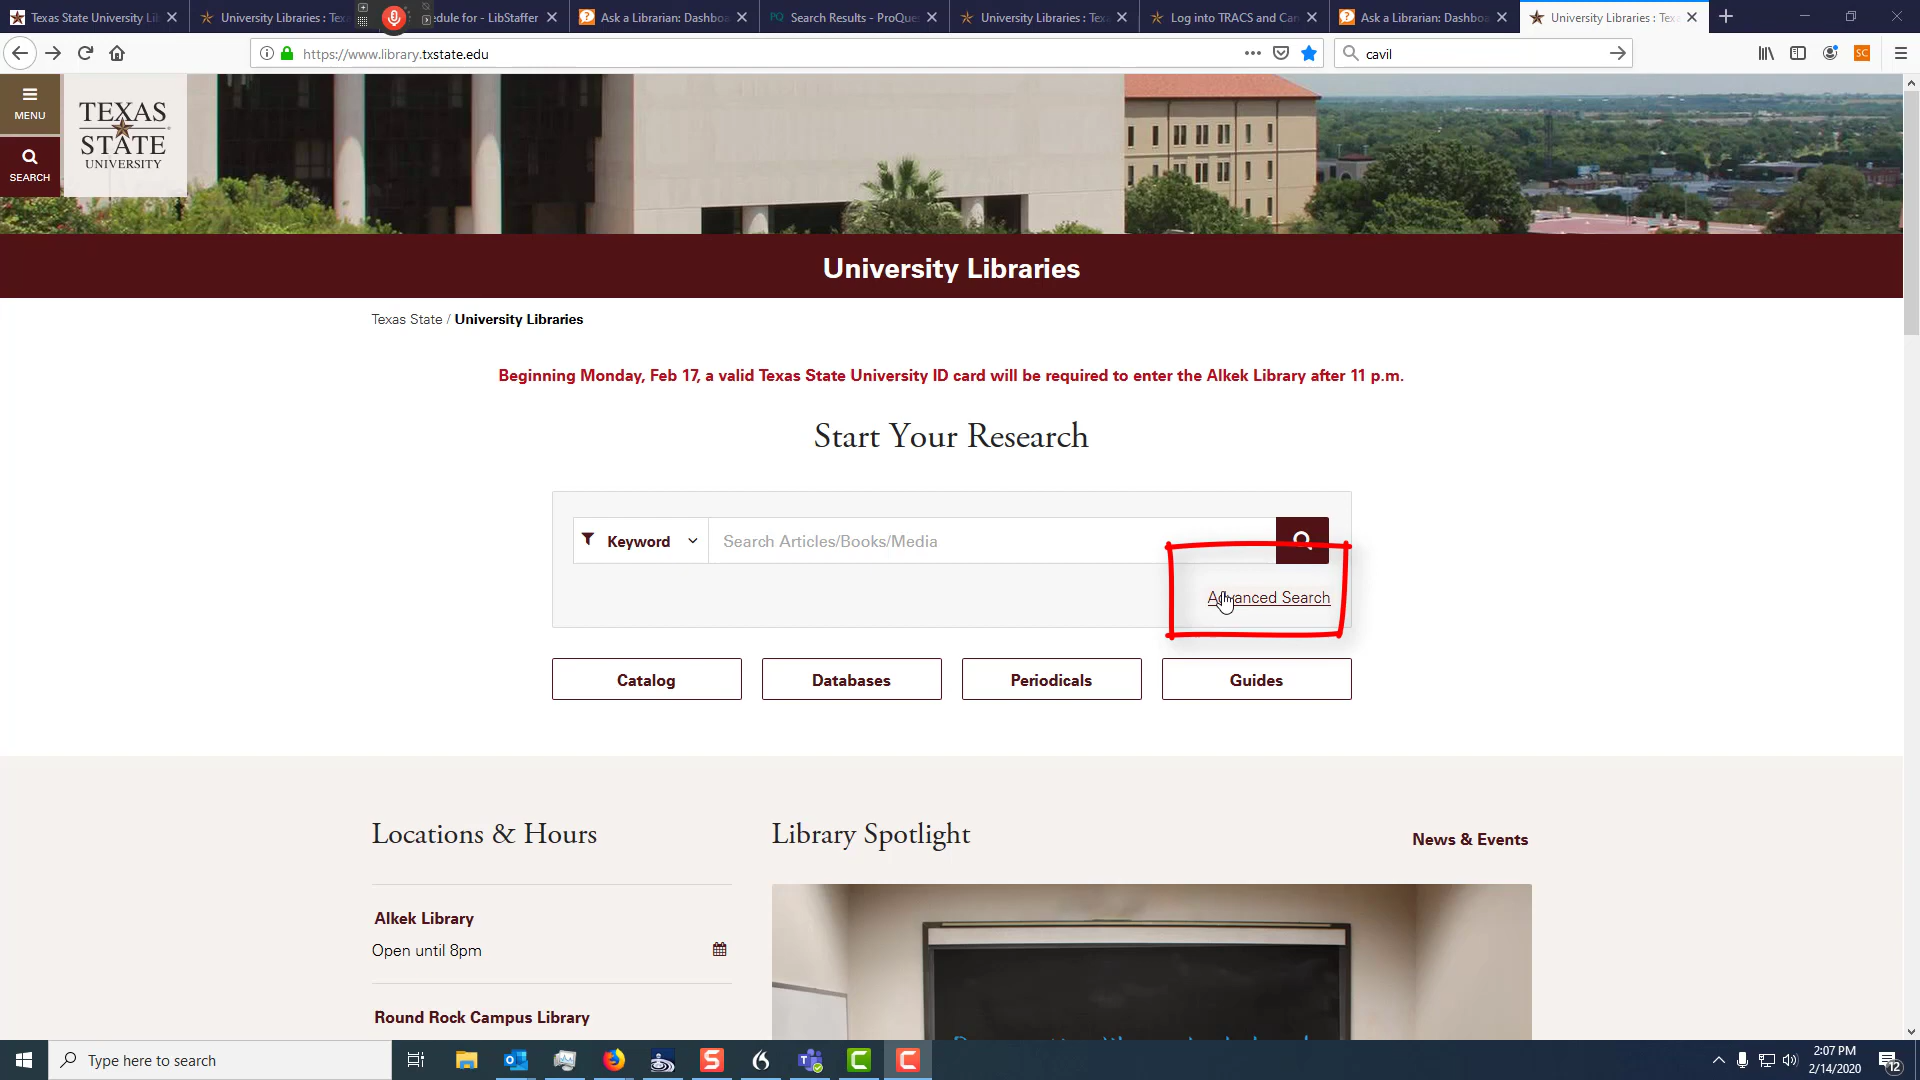 Texas State University Li
University Libraries : Tex
dule for - LibStaffer
Ask a Librarian: Dashboa
Search Results - ProQue
University Libraries : Tex
Log into TRACS and Can
Ask a Librarian: Dashboa
University Libraries : Tex
https://www.library.txstate.edu
cavil
SC
MENU
SEARCH
TEXAS
STATE
UNIVERSITY
University Libraries
Texas State / University Libraries
Beginning Monday, Feb 17, a valid Texas State University ID card will be required to enter the Alkek Library after 11 p.m.
Start Your Research
Keyword
Search Articles/Books/Media
Advanced Search
Catalog
Databases
Periodicals
Guides
Locations & Hours
Library Spotlight
News & Events
Alkek Library
Open until 8pm
Round Rock Campus Library
Type here to search
2:07 PM
2/14/2020
12